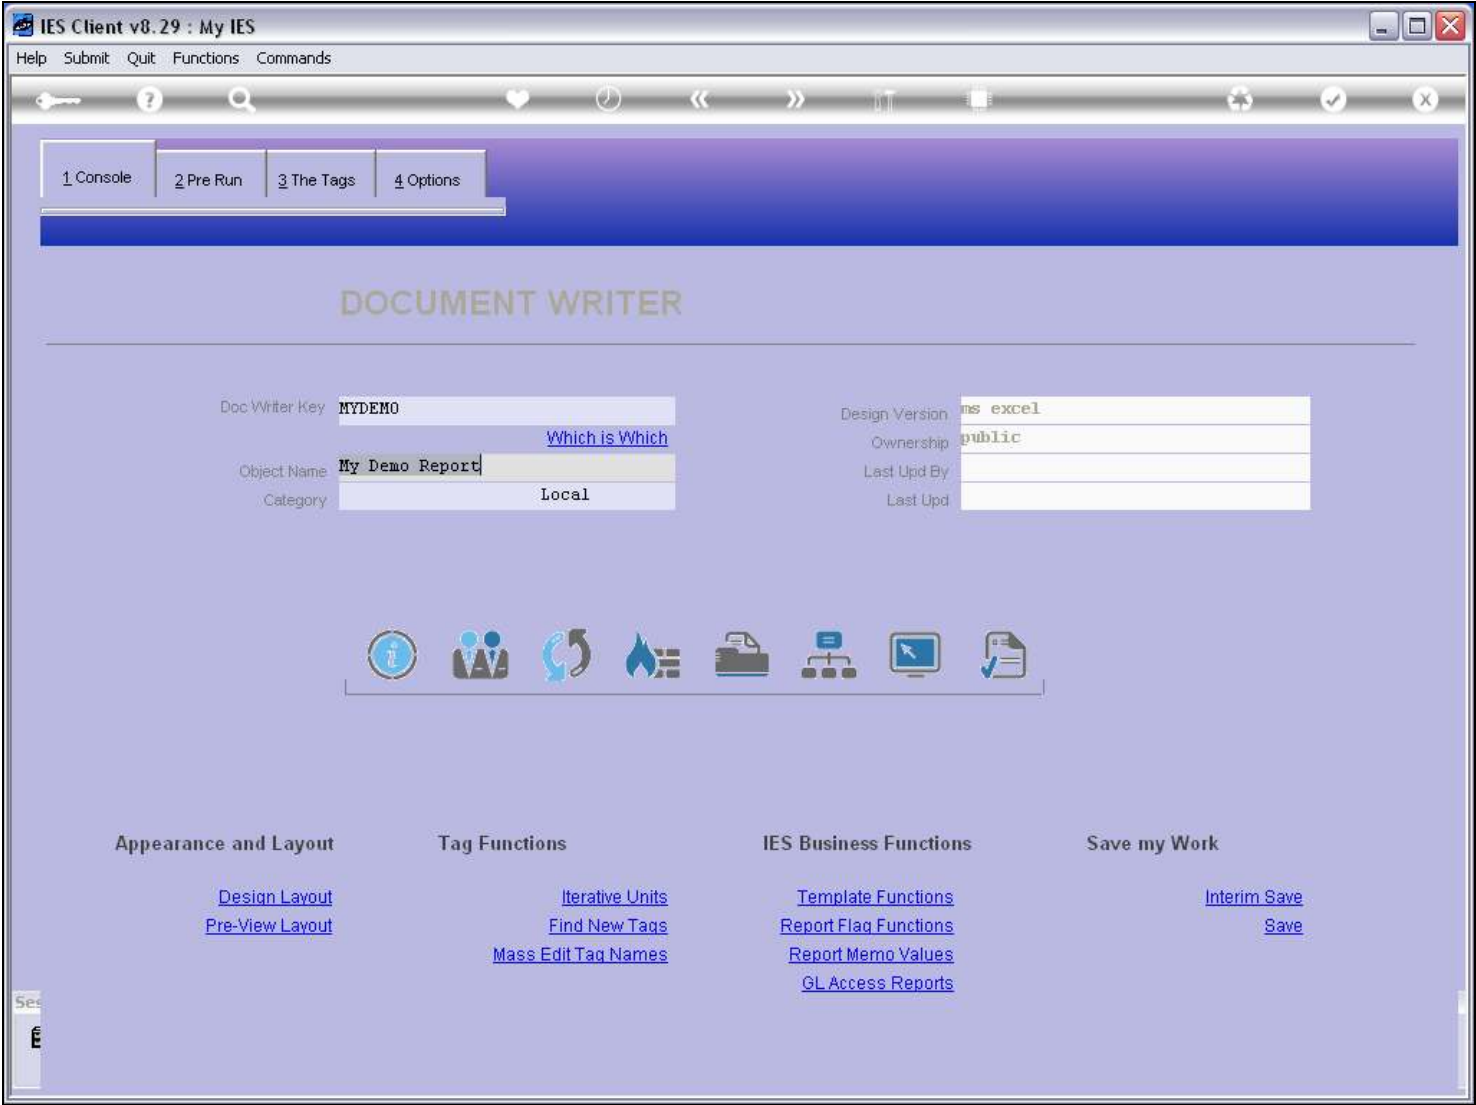 IES Client v8.29 : My IES
Help Submit Quit Functions Commands
1 Console 2 Pre Run 3 The Tags 4 Options
DOCUMENT WRITER
Doc Writer Key MYDEMO
Which is Which
Object Name My Demo Report
Category Local
Design Version ms excel
Ownership public
Last Upd By
Last Upd
Appearance and Layout
Design Layout
Pre-View Layout
Tag Functions
Iterative Units
Find New Tags
Mass Edit Tag Names
IES Business Functions
Template Functions
Report Flag Functions
Report Memo Values
GL Access Reports
Save my Work
Interim Save
Save